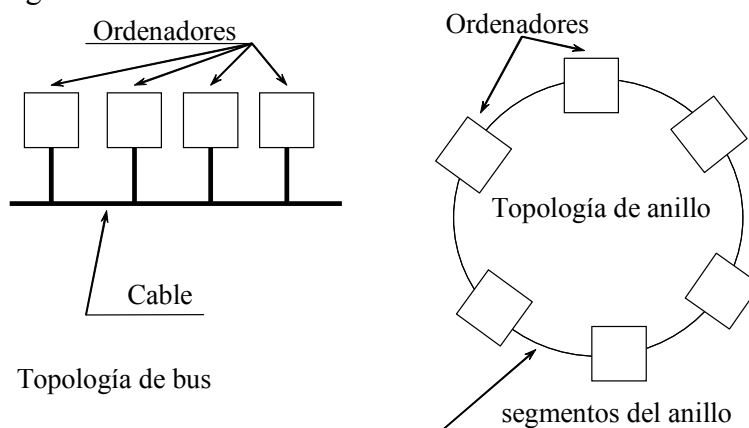 Ordenadores
Cable
Topología de bus
Ordenadores
Topología de anillo
segmentos del anillo